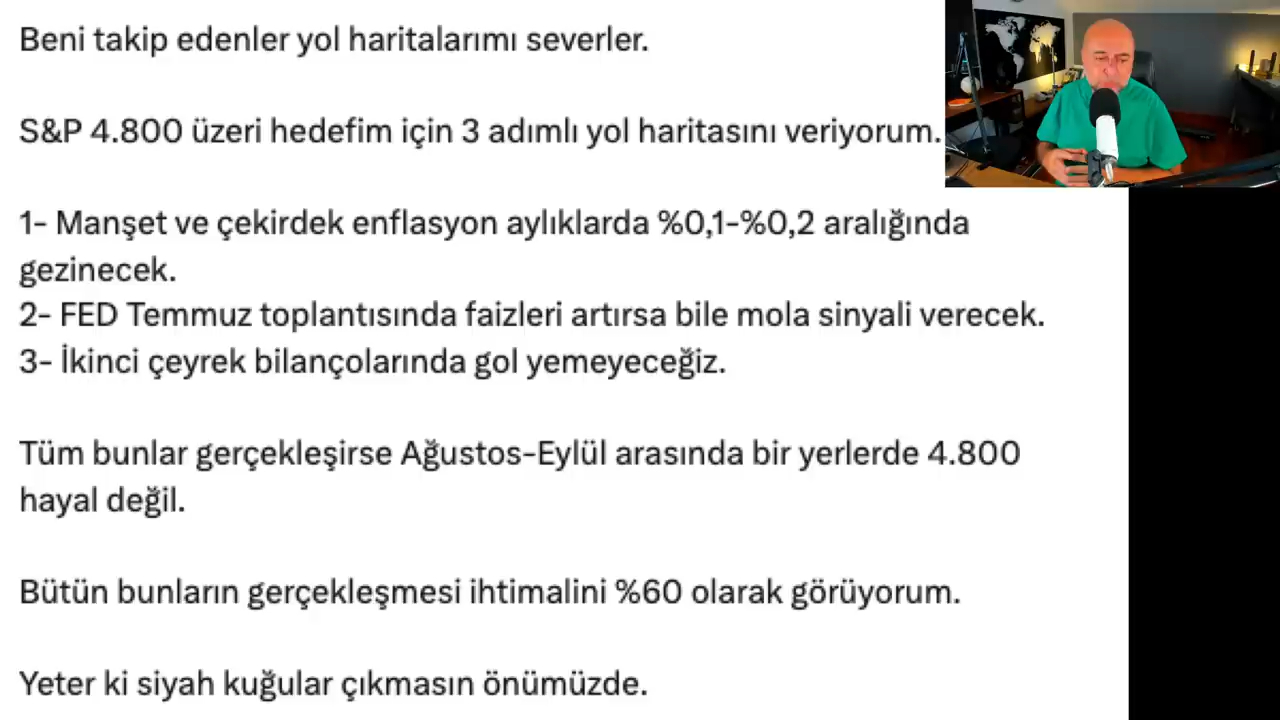 Beni takip edenler yol haritalarımı severler.
S&P 4.800 üzeri hedefim için 3 adımlı yol haritasını veriyorum.
1- Manşet ve çekirdek enflasyon aylıklarda %0,1-%0,2 aralığında
gezinecek.
2- FED Temmuz toplantısında faizleri artırsa bile mola sinyali verecek.
3- İkinci çeyrek bilançolarında gol yemeyeceğiz.
Tüm bunlar gerçekleşirse Ağustos-Eylül arasında bir yerlerde 4.800
hayal değil.
Bütün bunların gerçekleşmesi ihtimalini %60 olarak görüyorum.
Yeter ki siyah kuğular çıkmasın önümüzde.